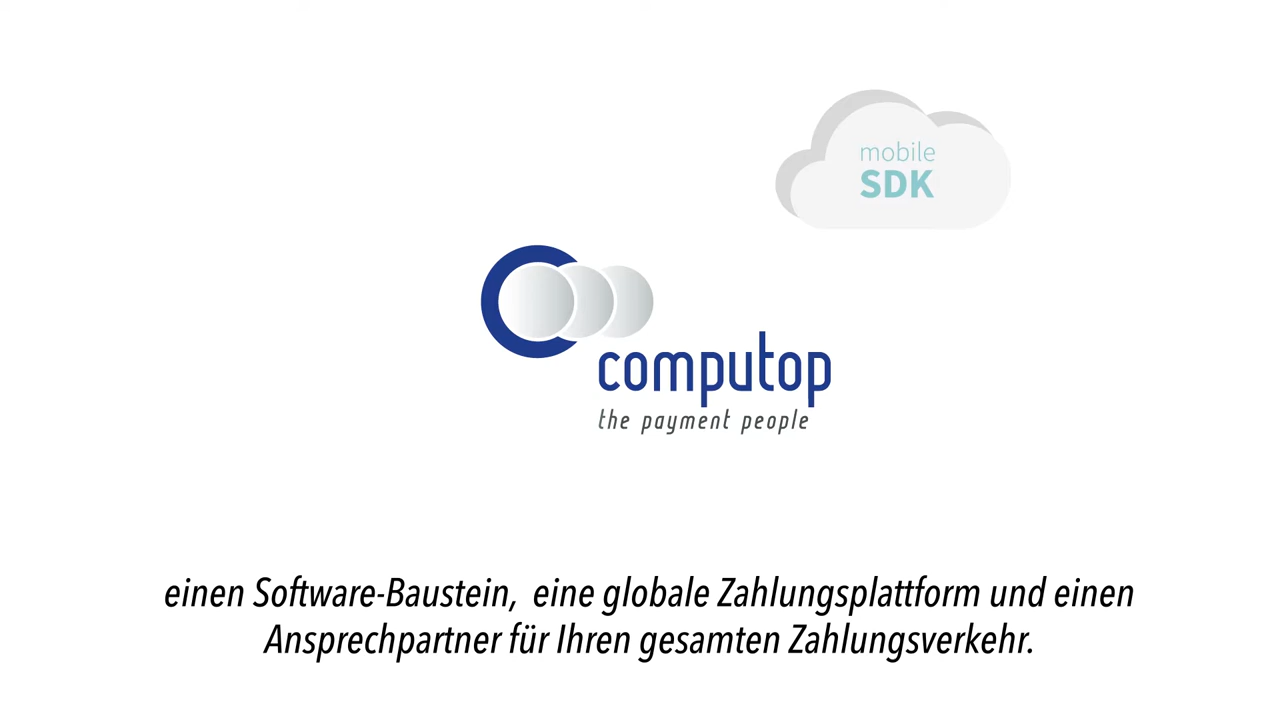 mobile
SDK
computop
the payment people
einen Software-Baustein, eine globale Zahlungsplattform und einen
Ansprechpartner für Ihren gesamten Zahlungsverkehr.